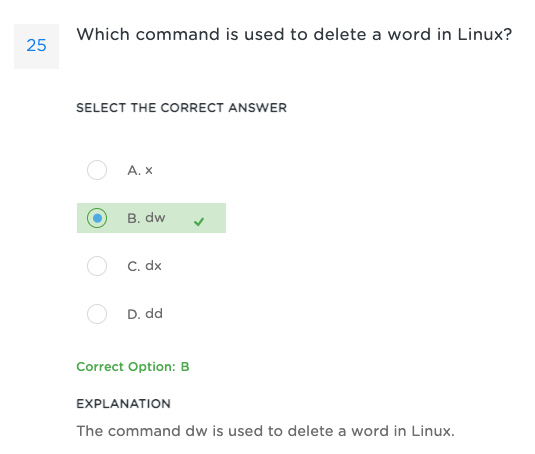 25
Which command is used to delete a word in Linux?
SELECT THE CORRECT ANSWER
A. x
B. dw
C. dx
D. dd
Correct Option: B
EXPLANATION
The command dw is used to delete a word in Linux.